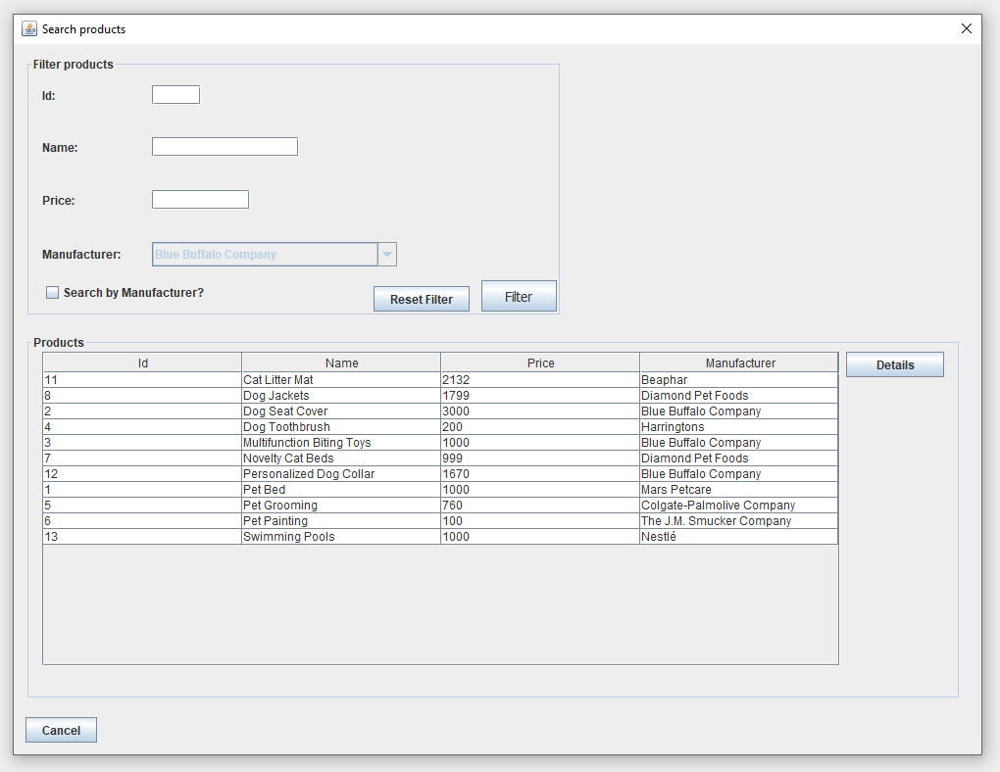 Search products
Filter products
Id:
Name:
Price:
Manufacturer: Blue Buffalo Company
Search by Manufacturer? Reset Filter Filter
Products
Id Name Price Manufacturer Details
11 Cat Litter Mat 2132 Beaphar
8 Dog Jackets 1799 Diamond Pet Foods
2 Dog Seat Cover 3000 Blue Buffalo Company
4 Dog Toothbrush 200 Harringtons
3 Multifunction Biting Toys 1000 Blue Buffalo Company
7 Novelty Cat Beds 999 Diamond Pet Foods
12 Personalized Dog Collar 1670 Blue Buffalo Company
1 Pet Bed 1000 Mars Petcare
5 Pet Grooming 760 Colgate-Palmolive Company
6 Pet Painting 100 The J.M. Smucker Company
13 Swimming Pools 1000 Nestlé
Cancel